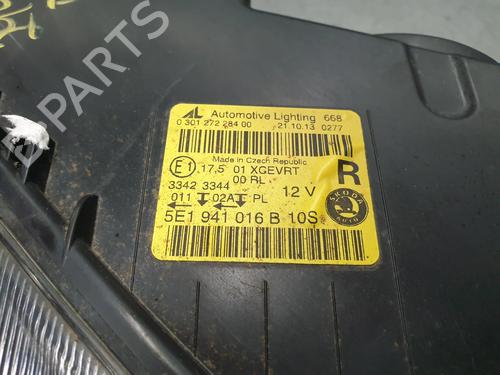 B PARTS
AL Automotive Lighting 668
0 301 272 284 00 21.10.13 0277
Made in Czech Republic
E1 17,5 01 XGEVRT R
00 RL
3342 3344 12 V
011 02A PL
SKODA
AUTO
5E1 941 016 B 10S